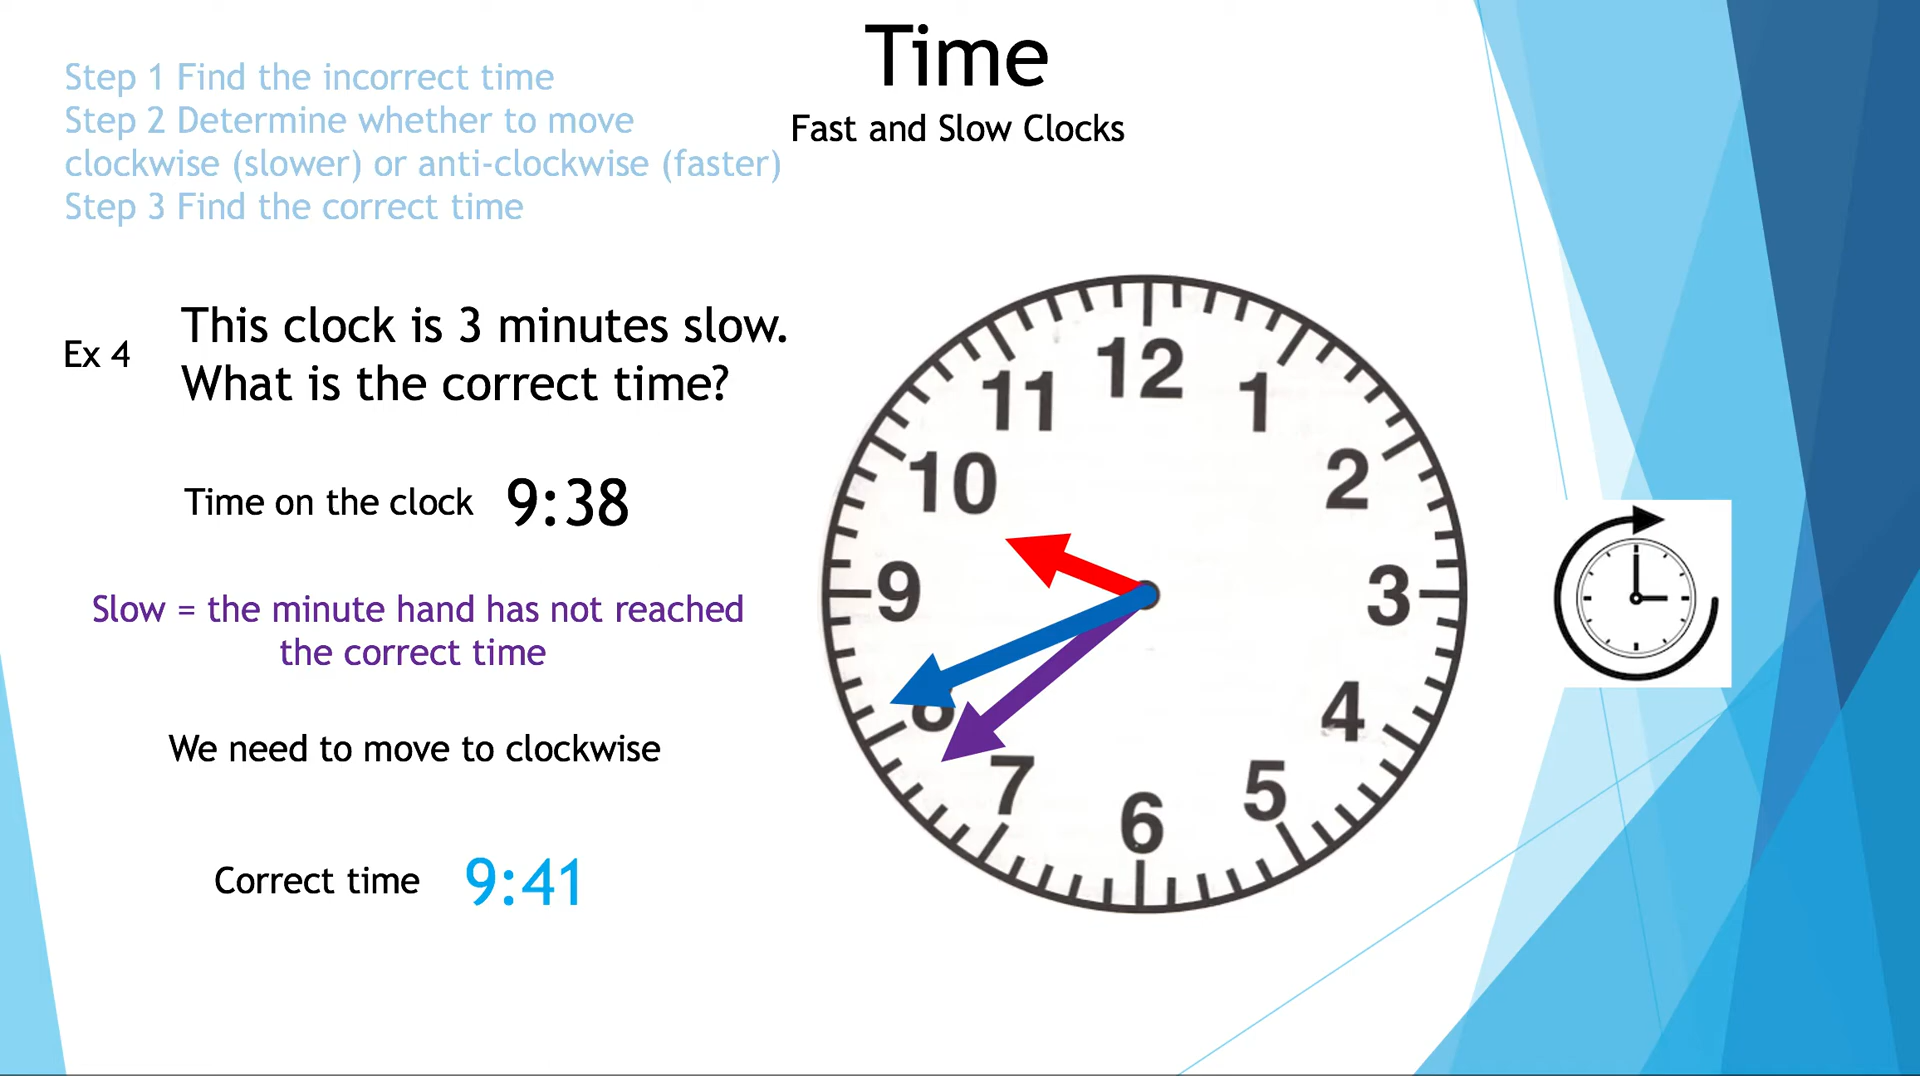 Time
Fast and Slow Clocks
Step 1 Find the incorrect time
Step 2 Determine whether to move
clockwise (slower) or anti-clockwise (faster)
Step 3 Find the correct time
Ex 4
This clock is 3 minutes slow.
What is the correct time?
Time on the clock 9:38
Slow = the minute hand has not reached
the correct time
We need to move to clockwise
Correct time 9:41
12
1
2
3
4
5
6
7
8
9
10
11